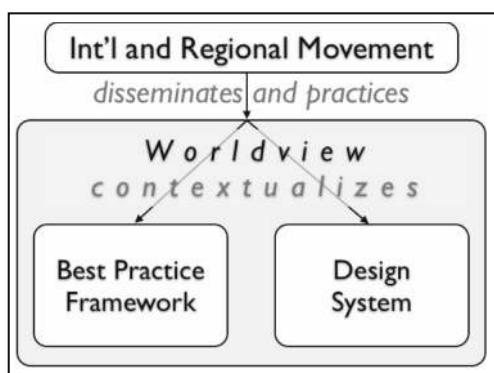 Int'l and Regional Movement
disseminates and practices
Worldview
contextualizes
Best Practice
Framework
Design
System